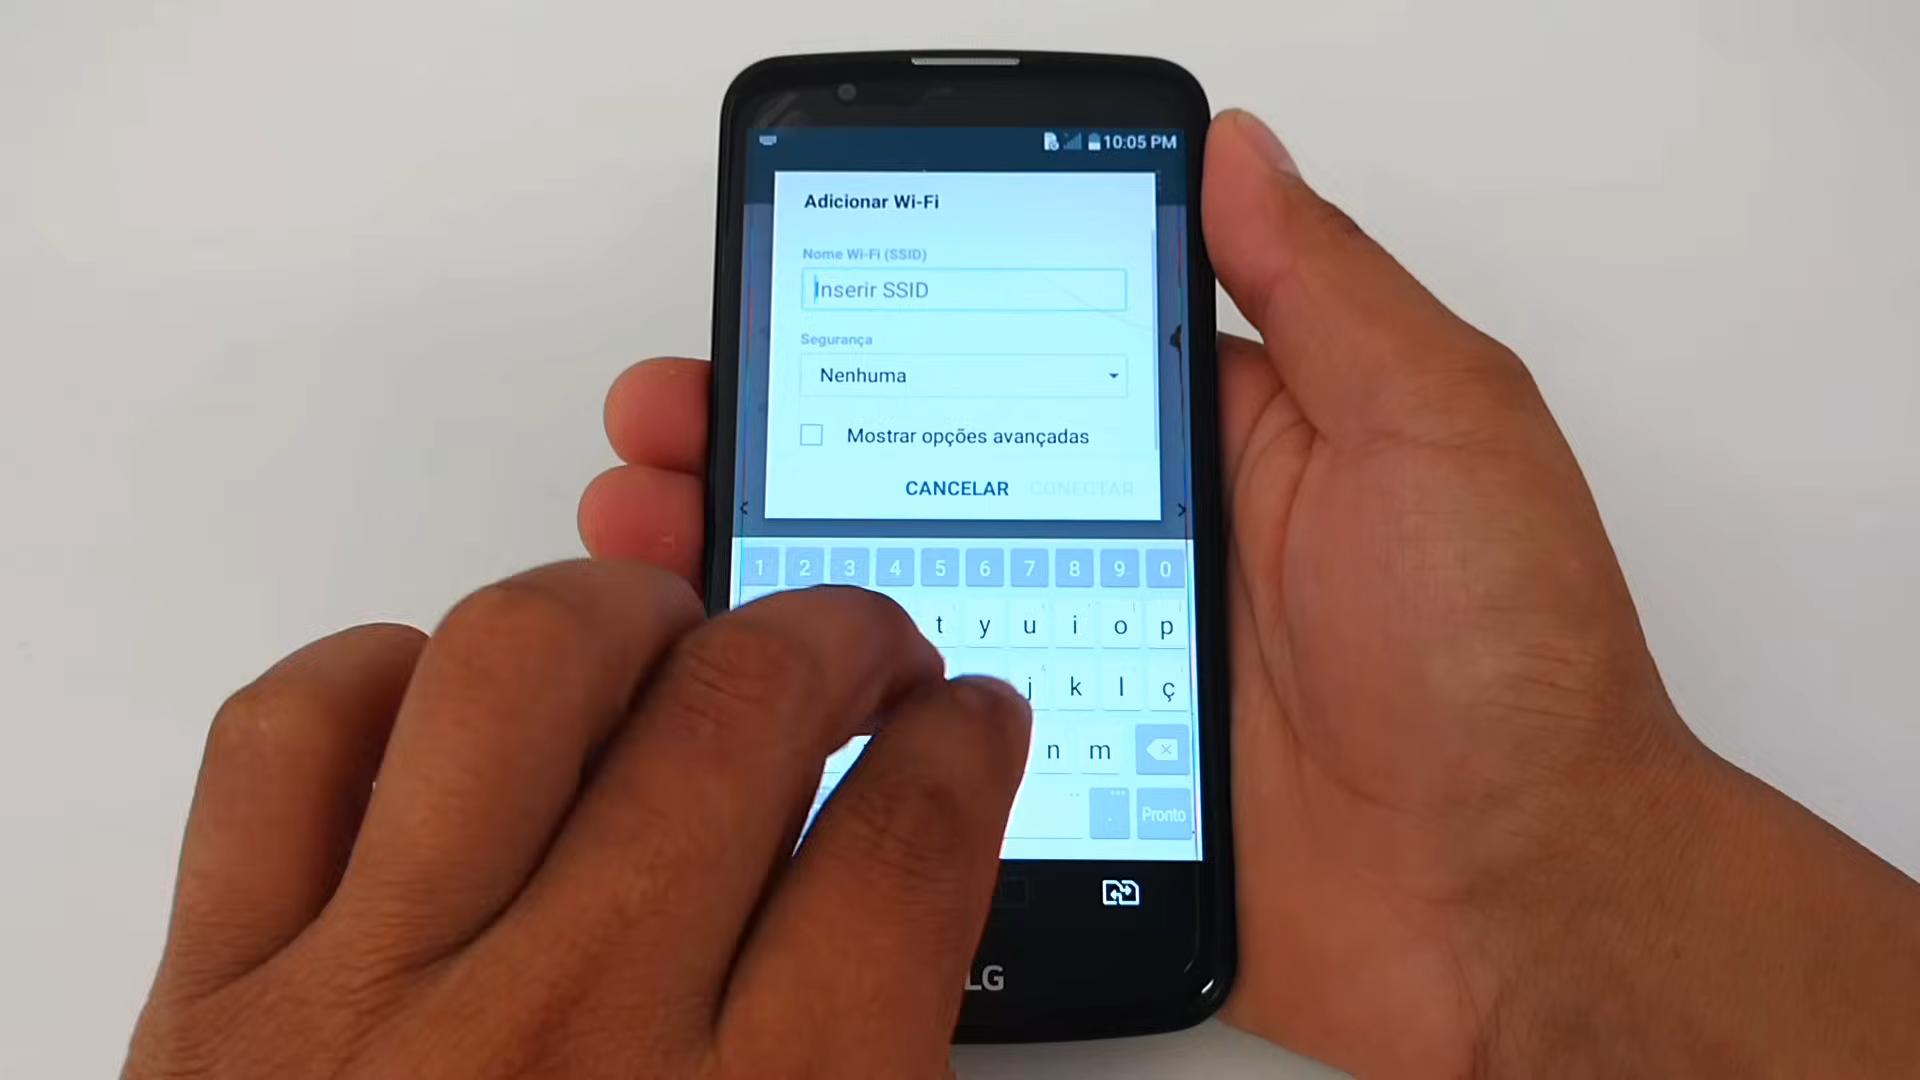 10:05 PM
Adicionar Wi-Fi
Nome Wi-Fi (SSID)
Inserir SSID
Segurança
Nenhuma
Mostrar opções avançadas
CANCELAR CONECTAR
< >
1 2 3 4 5 6 7 8 9 0
t y u i o p
j k l ç
n m
. Pronto
LG